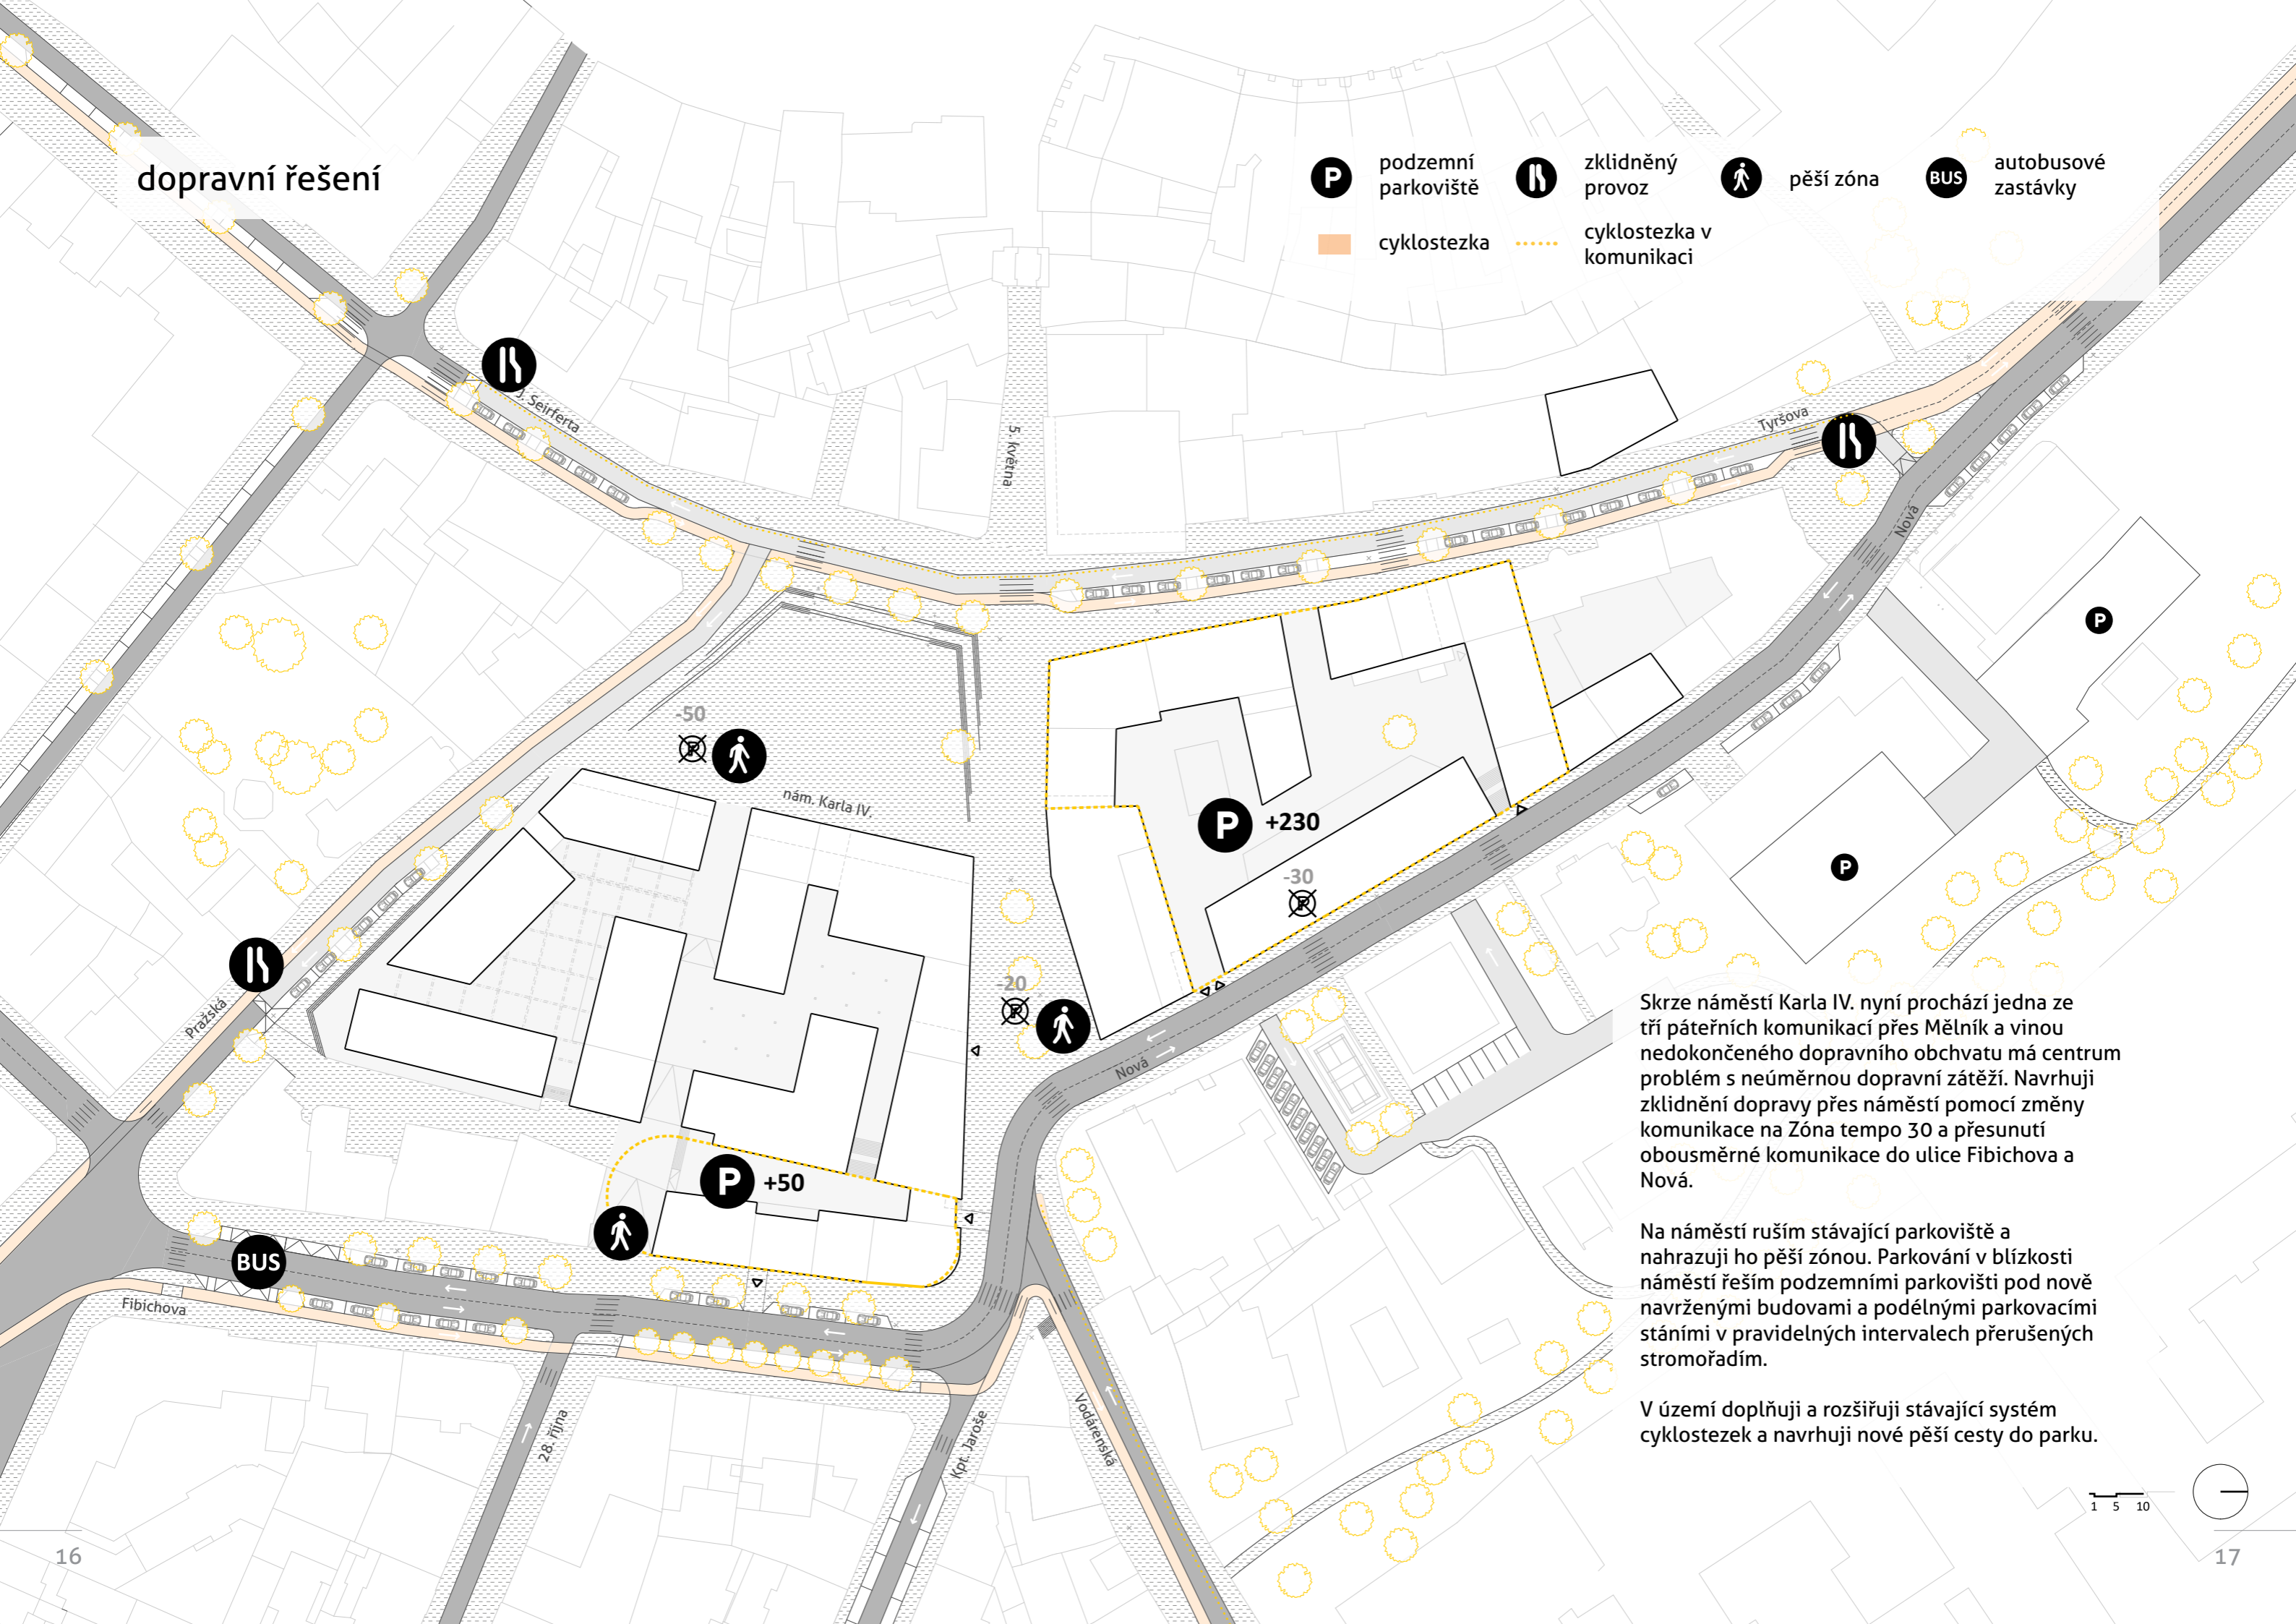 dopravní řešení
P
podzemní
parkoviště
zklidněný
provoz
pěší zóna
BUS
autobusové
zastávky
cyklostezka
cyklostezka v
komunikaci
J. Seirferta
5. května
Tyršova
Nová
P
-50
P
nám. Karla IV.
P +230
-30
P
P
-20
P
Pražská
Nová
P +50
BUS
Fibichova
28. října
Kpt. Jaroše
Vodárenská
Skrze náměstí Karla IV. nyní prochází jedna ze
tří páteřních komunikací přes Mělník a vinou
nedokončeného dopravního obchvatu má centrum
problém s neúměrnou dopravní zátěží. Navrhuji
zklidnění dopravy přes náměstí pomocí změny
komunikace na Zóna tempo 30 a přesunutí
obousměrné komunikace do ulice Fibichova a
Nová.
Na náměstí ruším stávající parkoviště a
nahrazuji ho pěší zónou. Parkování v blízkosti
náměstí řeším podzemními parkovišti pod nově
navrženými budovami a podélnými parkovacími
stáními v pravidelných intervalech přerušených
stromořadím.
V území doplňuji a rozšiřuji stávající systém
cyklostezek a navrhuji nové pěší cesty do parku.
1 5 10
16
17